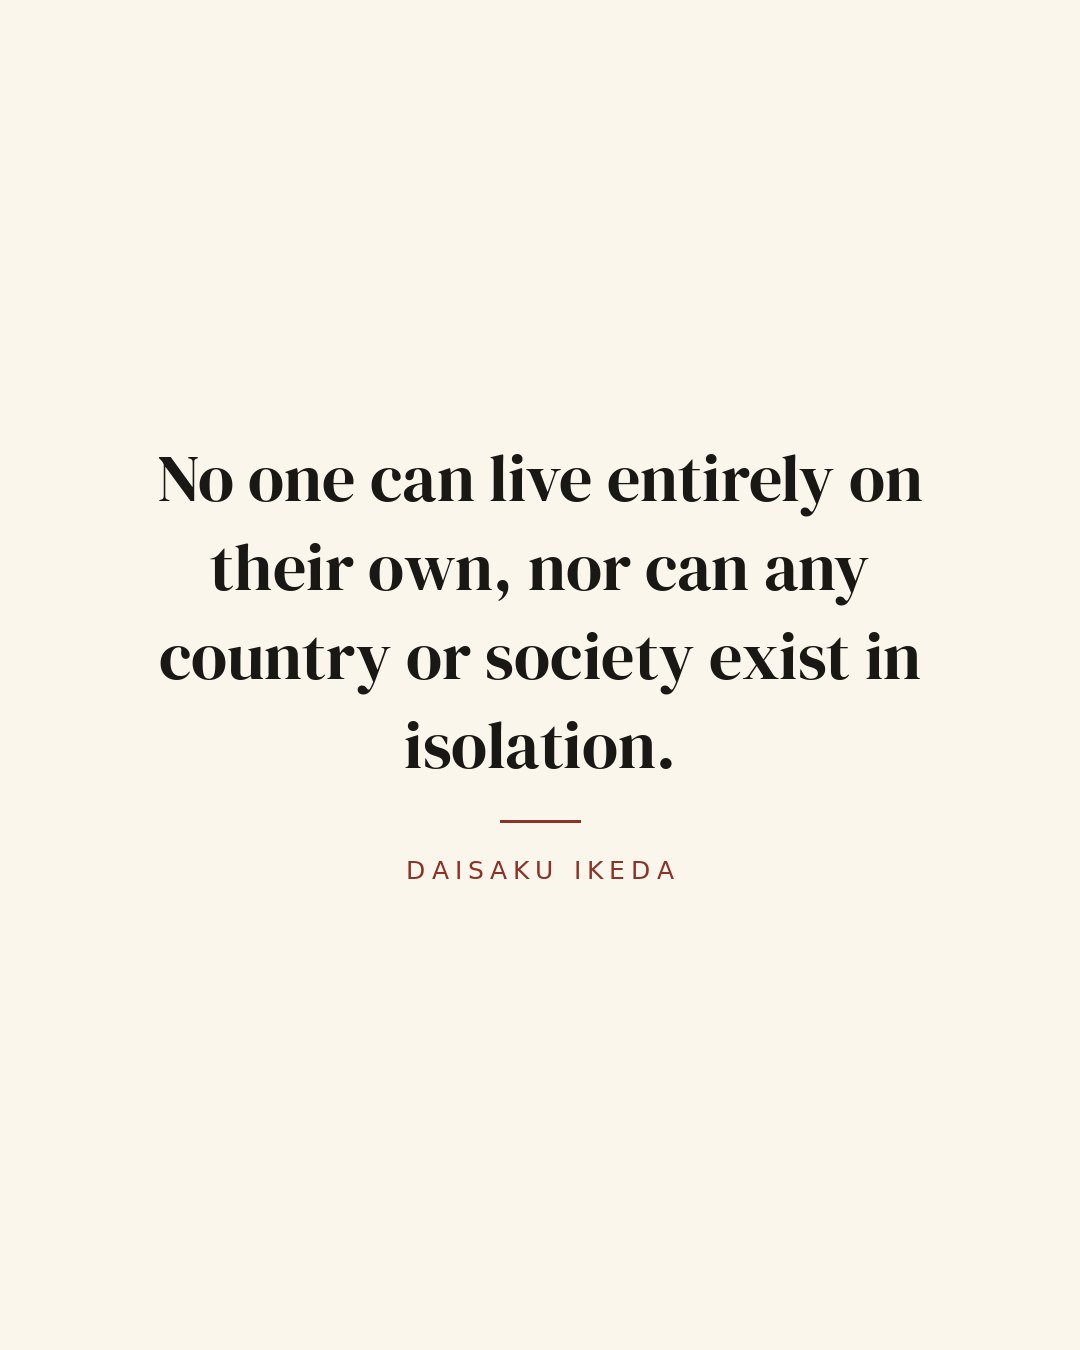 No one can live entirely on
their own, nor can any
country or society exist in
isolation.
DAISAKU IKEDA